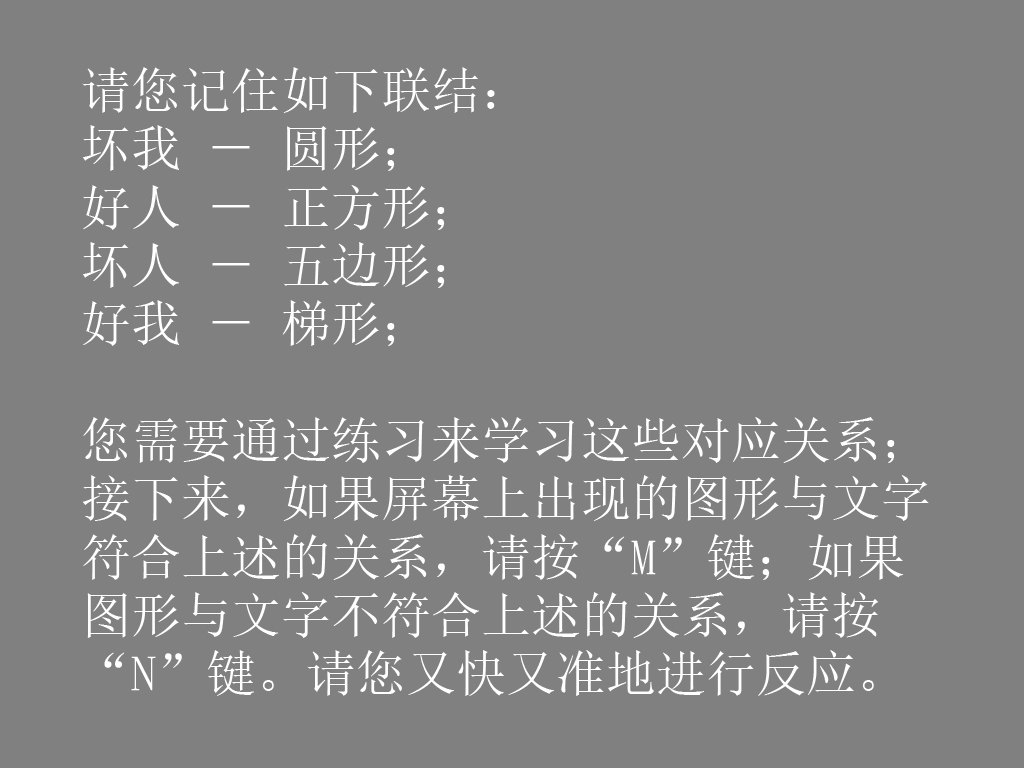 请您记住如下联结：
坏我 — 圆形；
好人 — 正方形；
坏人 — 五边形；
好我 — 梯形；
您需要通过练习来学习这些对应关系；
接下来，如果屏幕上出现的图形与文字
符合上述的关系，请按“M”键；如果
图形与文字不符合上述的关系，请按
“N”键。请您又快又准地进行反应。